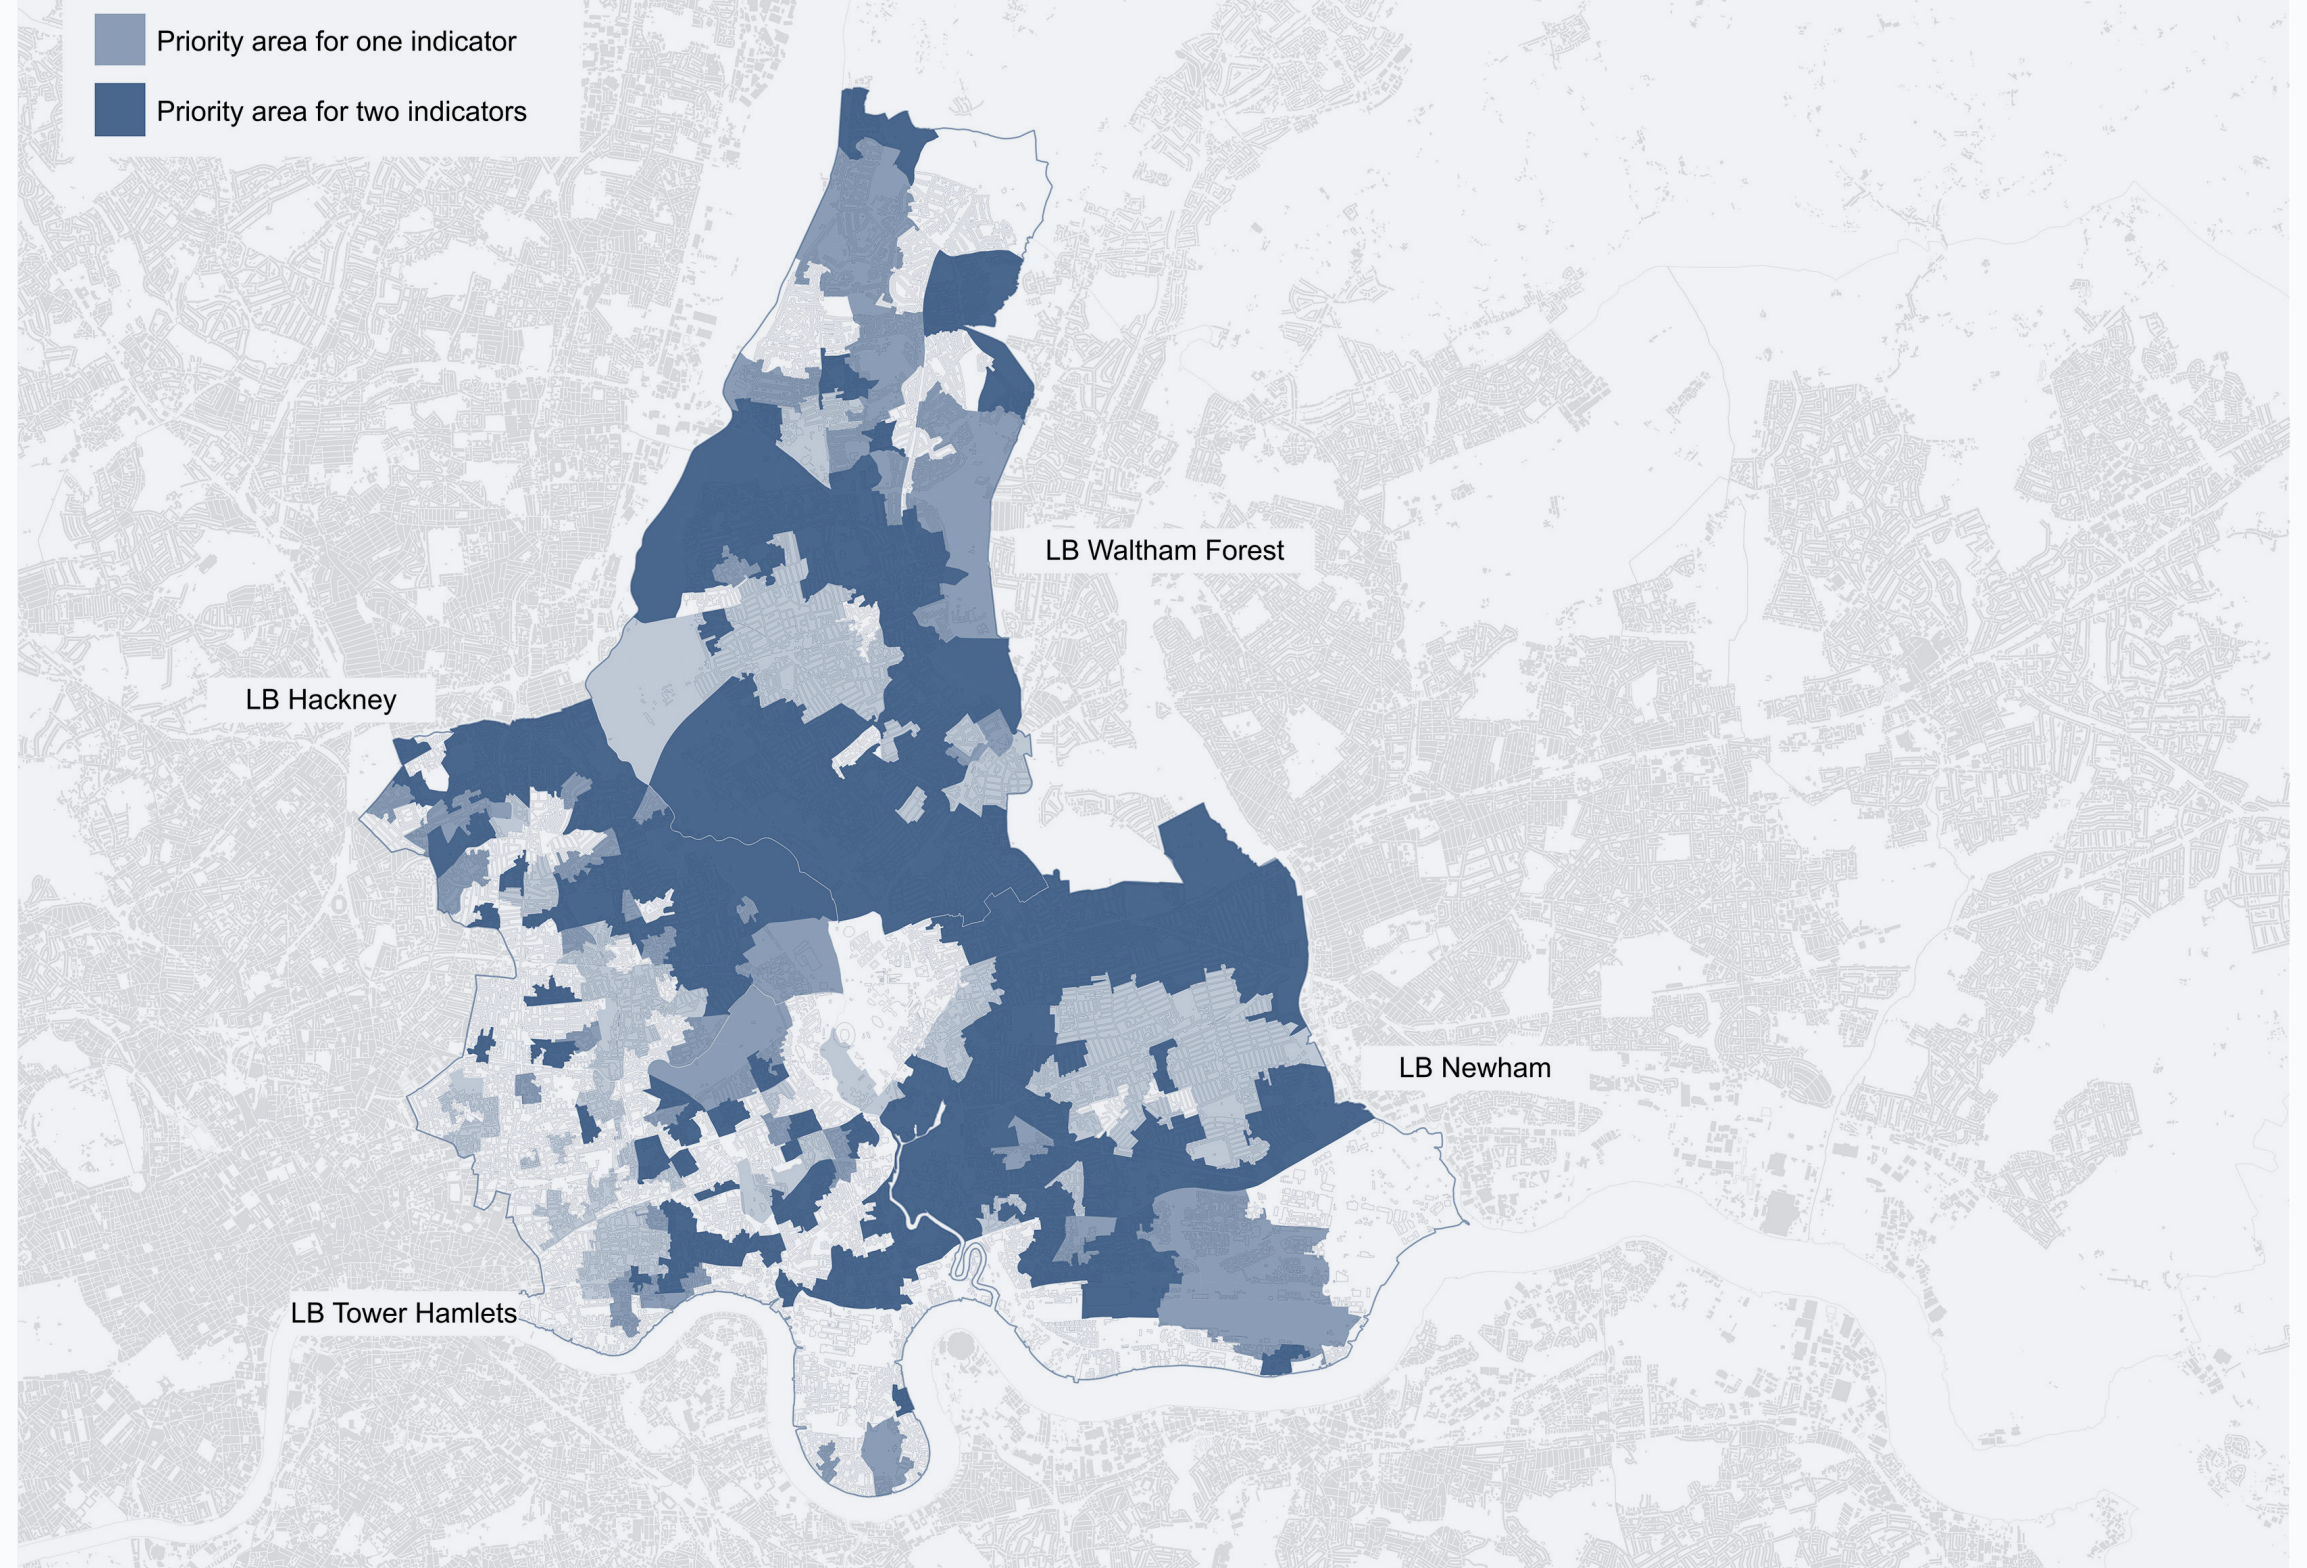 Priority area for one indicator
Priority area for two indicators
LB Waltham Forest
LB Hackney
LB Newham
LB Tower Hamlets